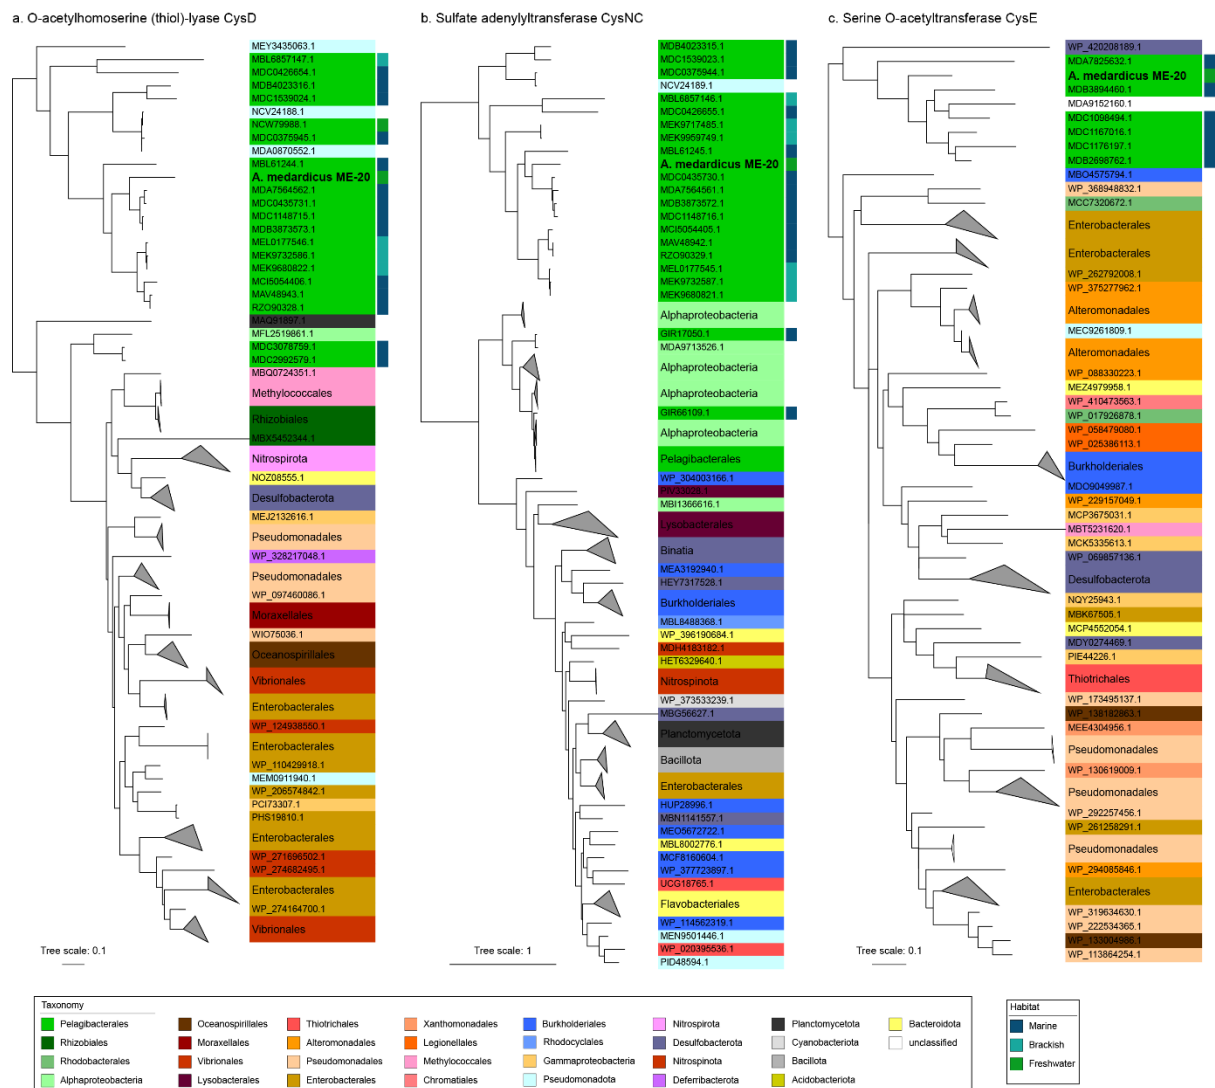 a. O-acetylhomoserine (thiol)-lyase CysD
MEY3435063.1
MBL6857147.1
MDC0426654.1
MDB4023316.1
MDC1539024.1
NCV24188.1
NCW79988.1
MDC0375945.1
MDA0870552.1
MBL61244.1
A. medardicus ME-20
MDA7564562.1
MDC0435731.1
MDC1148715.1
MDB3873573.1
MEL0177546.1
MEK9732586.1
MEK9680822.1
MCI5054406.1
MAV48943.1
RZO90328.1
MAQ91897.1
MFL2519861.1
MDC3078759.1
MDC2992579.1
MBQ0724351.1
Methylococcales
Rhizobiales
MBX5452344.1
Nitrospirota
NOZ08555.1
Desulfobacterota
MEJ2132616.1
Pseudomonadales
WP_328217048.1
Pseudomonadales
WP_097460086.1
Moraxellales
WIO75036.1
Oceanospirillales
Vibrionales
Enterobacterales
WP_124938550.1
Enterobacterales
WP_110429918.1
MEM0911940.1
WP_206574842.1
PCI73307.1
PHS19810.1
Enterobacterales
WP_271696502.1
WP_274682495.1
Enterobacterales
WP_274164700.1
Vibrionales
Tree scale: 0.1
b. Sulfate adenylyltransferase CysNC
MDB4023315.1
MDC1539023.1
MDC0375944.1
NCV24189.1
MBL6857146.1
MDC0426655.1
MEK9717485.1
MEK9959749.1
MBL61245.1
A. medardicus ME-20
MDC0435730.1
MDA7564561.1
MDB3873572.1
MDC1148716.1
MCI5054405.1
MAV48942.1
RZO90329.1
MEL0177545.1
MEK9732587.1
MEK9680821.1
Alphaproteobacteria
GIR17050.1
MDA9713526.1
Alphaproteobacteria
Alphaproteobacteria
GIR66109.1
Alphaproteobacteria
Pelagibacterales
WP_304003166.1
PIV33029.1
MBI1366616.1
Lysobacterales
Binatia
MEA3192940.1
HEY7317528.1
Burkholderiales
MBL8488368.1
WP_396190684.1
MDH4183182.1
HET6329640.1
Nitrospinota
WP_373533239.1
MBG56627.1
Planctomycetota
Bacillota
Enterobacterales
HUP28996.1
MBN1141557.1
MEO5672722.1
MBL8002776.1
MCF8160604.1
WP_377723897.1
UCG18765.1
Flavobacteriales
WP_114562319.1
MEN9501446.1
WP_020395536.1
PID48594.1
Tree scale: 1
c. Serine O-acetyltransferase CysE
WP_420208189.1
MDA7825632.1
A. medardicus ME-20
MDB3894460.1
MDA9152160.1
MDC1098494.1
MDC1167016.1
MDC1176197.1
MDB2698762.1
MBO4575794.1
WP_368948832.1
MCC7320672.1
Enterobacterales
Enterobacterales
WP_262792008.1
WP_375277962.1
Alteromonadales
MEC9261809.1
Alteromonadales
WP_088330223.1
MEZ4979958.1
WP_410473563.1
WP_017926878.1
WP_058479080.1
WP_025386113.1
Burkholderiales
MDO9049987.1
WP_229157049.1
MCP3675031.1
MBT5231620.1
MCK5335613.1
WP_069857136.1
Desulfobacterota
NQY25943.1
MBK67505.1
MCP4552054.1
MDY0274469.1
PIE44226.1
Thiotrichales
WP_173495137.1
WP_138182863.1
MEE4304956.1
Pseudomonadales
WP_130619009.1
Pseudomonadales
WP_292257456.1
WP_261258291.1
Pseudomonadales
WP_294085846.1
Enterobacterales
WP_319634630.1
WP_222534365.1
WP_133004986.1
WP_113864254.1
Tree scale: 0.1
Taxonomy
Pelagibacterales
Rhizobiales
Rhodobacterales
Alphaproteobacteria
Oceanospirillales
Moraxellales
Vibrionales
Lysobacterales
Thiotrichales
Alteromonadales
Pseudomonadales
Enterobacterales
Xanthomonadales
Legionellales
Methylococcales
Chromatiales
Burkholderiales
Rhodocyclales
Gammaproteobacteria
Pseudomonadota
Nitrospirota
Desulfobacterota
Nitrospinota
Deferribacterota
Planctomycetota
Cyanobacteriota
Bacillota
Acidobacteriota
Bacteroidota
unclassified
Habitat
Marine
Brackish
Freshwater